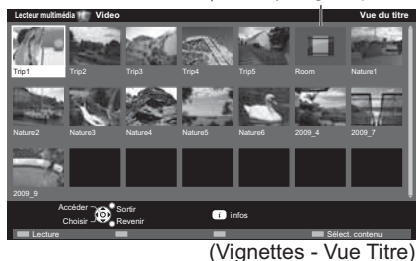 Lecteur multimédia Video Vue du titre
Trip1 Trip2 Trip3 Trip4 Trip5 Room Nature1
Nature2 Nature3 Nature4 Nature5 Nature6 2009_4 2009_7
2009_9
Accéder Sortir
Choisir Revenir
i infos
Lecture Sélect. contenu
(Vignettes - Vue Titre)